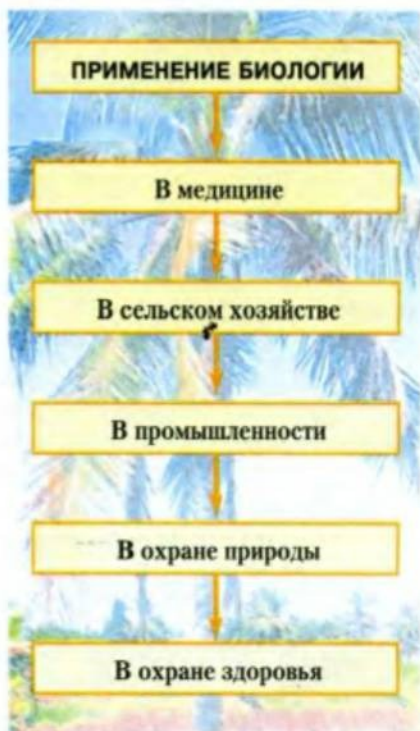 ПРИМЕНЕНИЕ БИОЛОГИИ
В медицине
В сельском хозяйстве
В промышленности
В охране природы
В охране здоровья